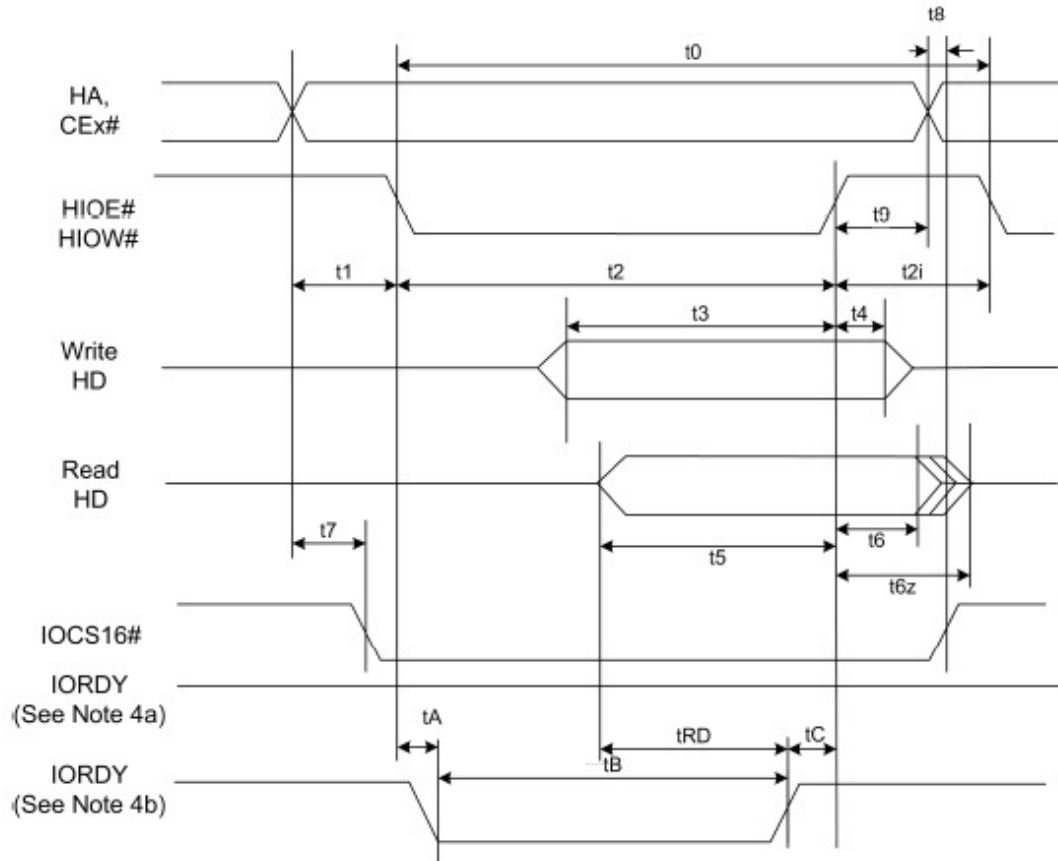 t8
t0
HA,
CEx#
HIOE#
HIOW#
t9
t1
t2
t2i
t3
t4
Write
HD
Read
HD
t7
t6
t5
t6z
IOCS16#
IORDY
(See Note 4a)
tA
tRD
tC
tB
IORDY
(See Note 4b)